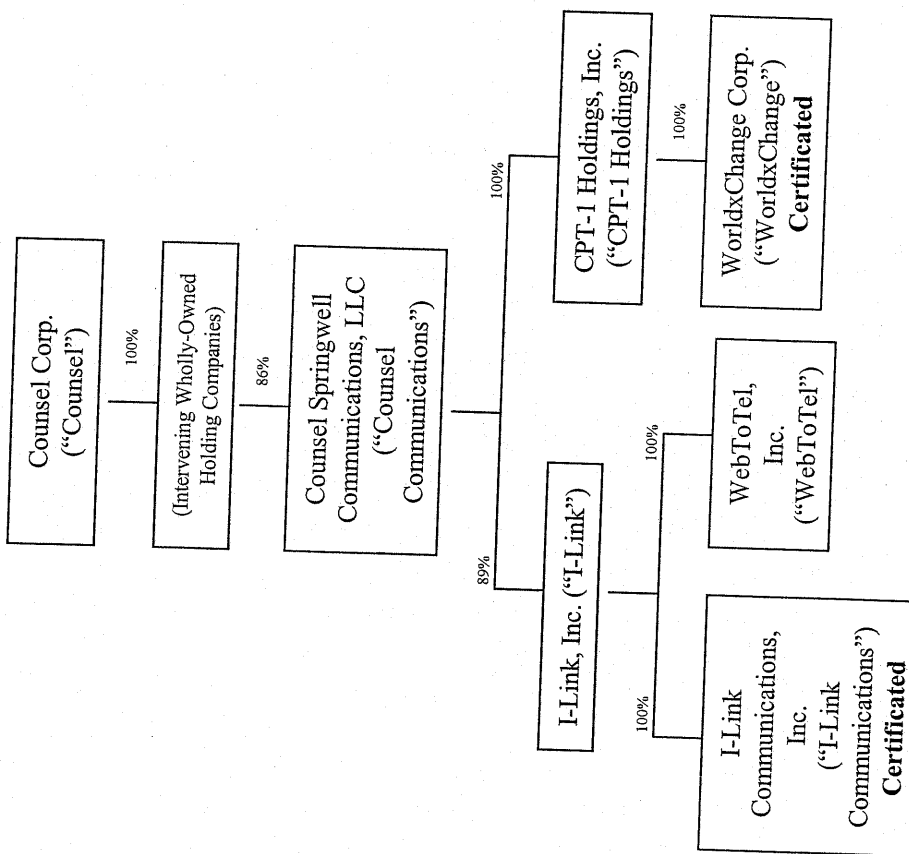 Counsel Corp.
(“Counsel”)
100%
(Intervening Wholly-Owned
Holding Companies)
86%
Counsel Springwell
Communications, LLC
(“Counsel
Communications”)
89%
100%
I-Link, Inc. (“I-Link”)
CPT-1 Holdings, Inc.
(“CPT-1 Holdings”)
100%
100%
100%
I-Link
Communications,
Inc.
(“I-Link
Communications”)
Certificated
WebToTel,
Inc.
(“WebToTel”)
WorldxChange Corp.
(“WorldxChange”)
Certificated